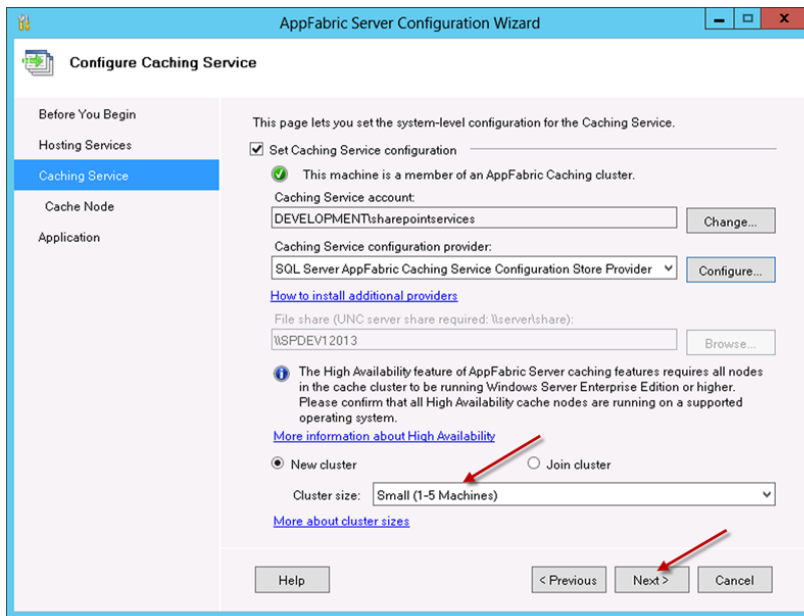 AppFabric Server Configuration Wizard
Configure Caching Service
Before You Begin
Hosting Services
Caching Service
Cache Node
Application
This page lets you set the system-level configuration for the Caching Service.
Set Caching Service configuration
This machine is a member of an AppFabric Caching cluster.
Caching Service account:
DEVELOPMENT\sharepointservices
Change...
Caching Service configuration provider:
SQL Server AppFabric Caching Service Configuration Store Provider
Configure...
How to install additional providers
File share (UNC server share required: \\server\share):
\\SPDEV12013
Browse...
The High Availability feature of AppFabric Server caching features requires all nodes
in the cache cluster to be running Windows Server Enterprise Edition or higher.
Please confirm that all High Availability cache nodes are running on a supported
operating system.
More information about High Availability
New cluster
Join cluster
Cluster size:
Small (1-5 Machines)
More about cluster sizes
Help
< Previous
Next >
Cancel